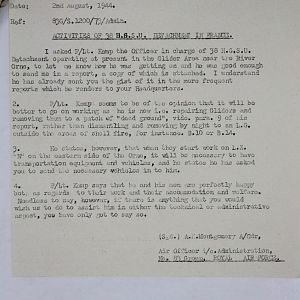 Date: 2nd August, 1944.
Ref: S.1200/75/Admin.
ACTIVITIES OF 38 H.G.S.U. DETACHMENT IN FRANCE.
I asked F/Lt. Kamp the Officer in charge of 38 H.G.S.U.
Detachment operating at present in the Glider Area near the River
Orne, to let me know how he was getting on and he was good enough
to send me in a report, a copy of which is attached. I understand
he has already sent you the gist of it in the more frequent
reports which he renders to your Headquarters.
2. F/Lt. Kamp seems to be of the opinion that it will be
better to go on working as he is now i.e. repairing Gliders and
removing them to a patch of "dead ground", vide. para. 9 of his
report, rather than dismantling and removing by night to an L.G.
outside the area of shell fire, for instance, B.10 or B.14
3. He states, however, that when they start work on L.Z.
"N" on the eastern side of the Orne, it will be necessary to have
transportation equipment and vehicles, and he states he has asked
you to send the necessary vehicles in to him.
4. F/Lt. Kamp says that he and his men are perfectly happy
both as regards to their work and their accommodation and welfare.
Needless to say, however, if there is anything that you would
wish us to do to assist him in either the technical or administrative
aspect, you have only got to say so.
(Sgd.) Montgomery A/Cdr,
Air Officer i/c. Administration,
Group, ROYAL AIR FORCE.